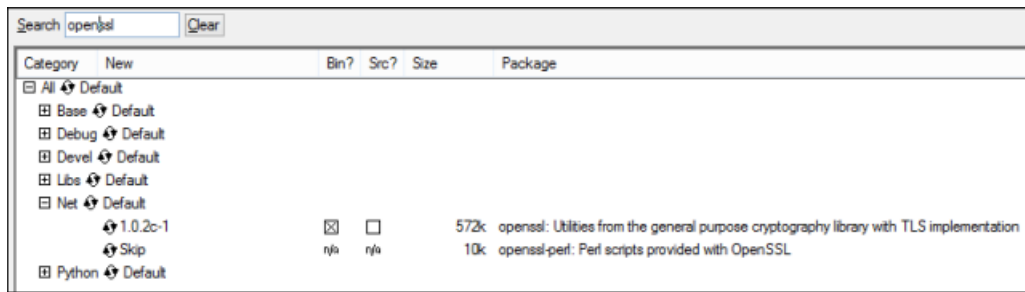 Search openssl Clear
Category New Bin? Src? Size Package
All Default
Base Default
Debug Default
Devel Default
Libs Default
Net Default
1.0.2c-1 572k openssl: Utilities from the general purpose cryptography library with TLS implementation
Skip n/a n/a 10k openssl-perl: Perl scripts provided with OpenSSL
Python Default